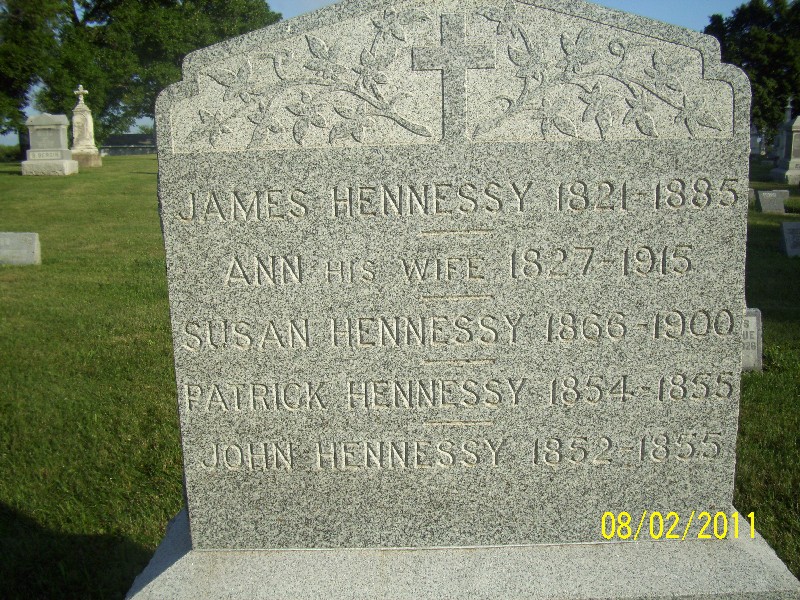 JAMES HENNESSY 1821-1885
ANN HIS WIFE 1827-1915
SUSAN HENNESSY 1866-1900
PATRICK HENNESSY 1854-1855
JOHN HENNESSY 1852-1855
08/02/2011